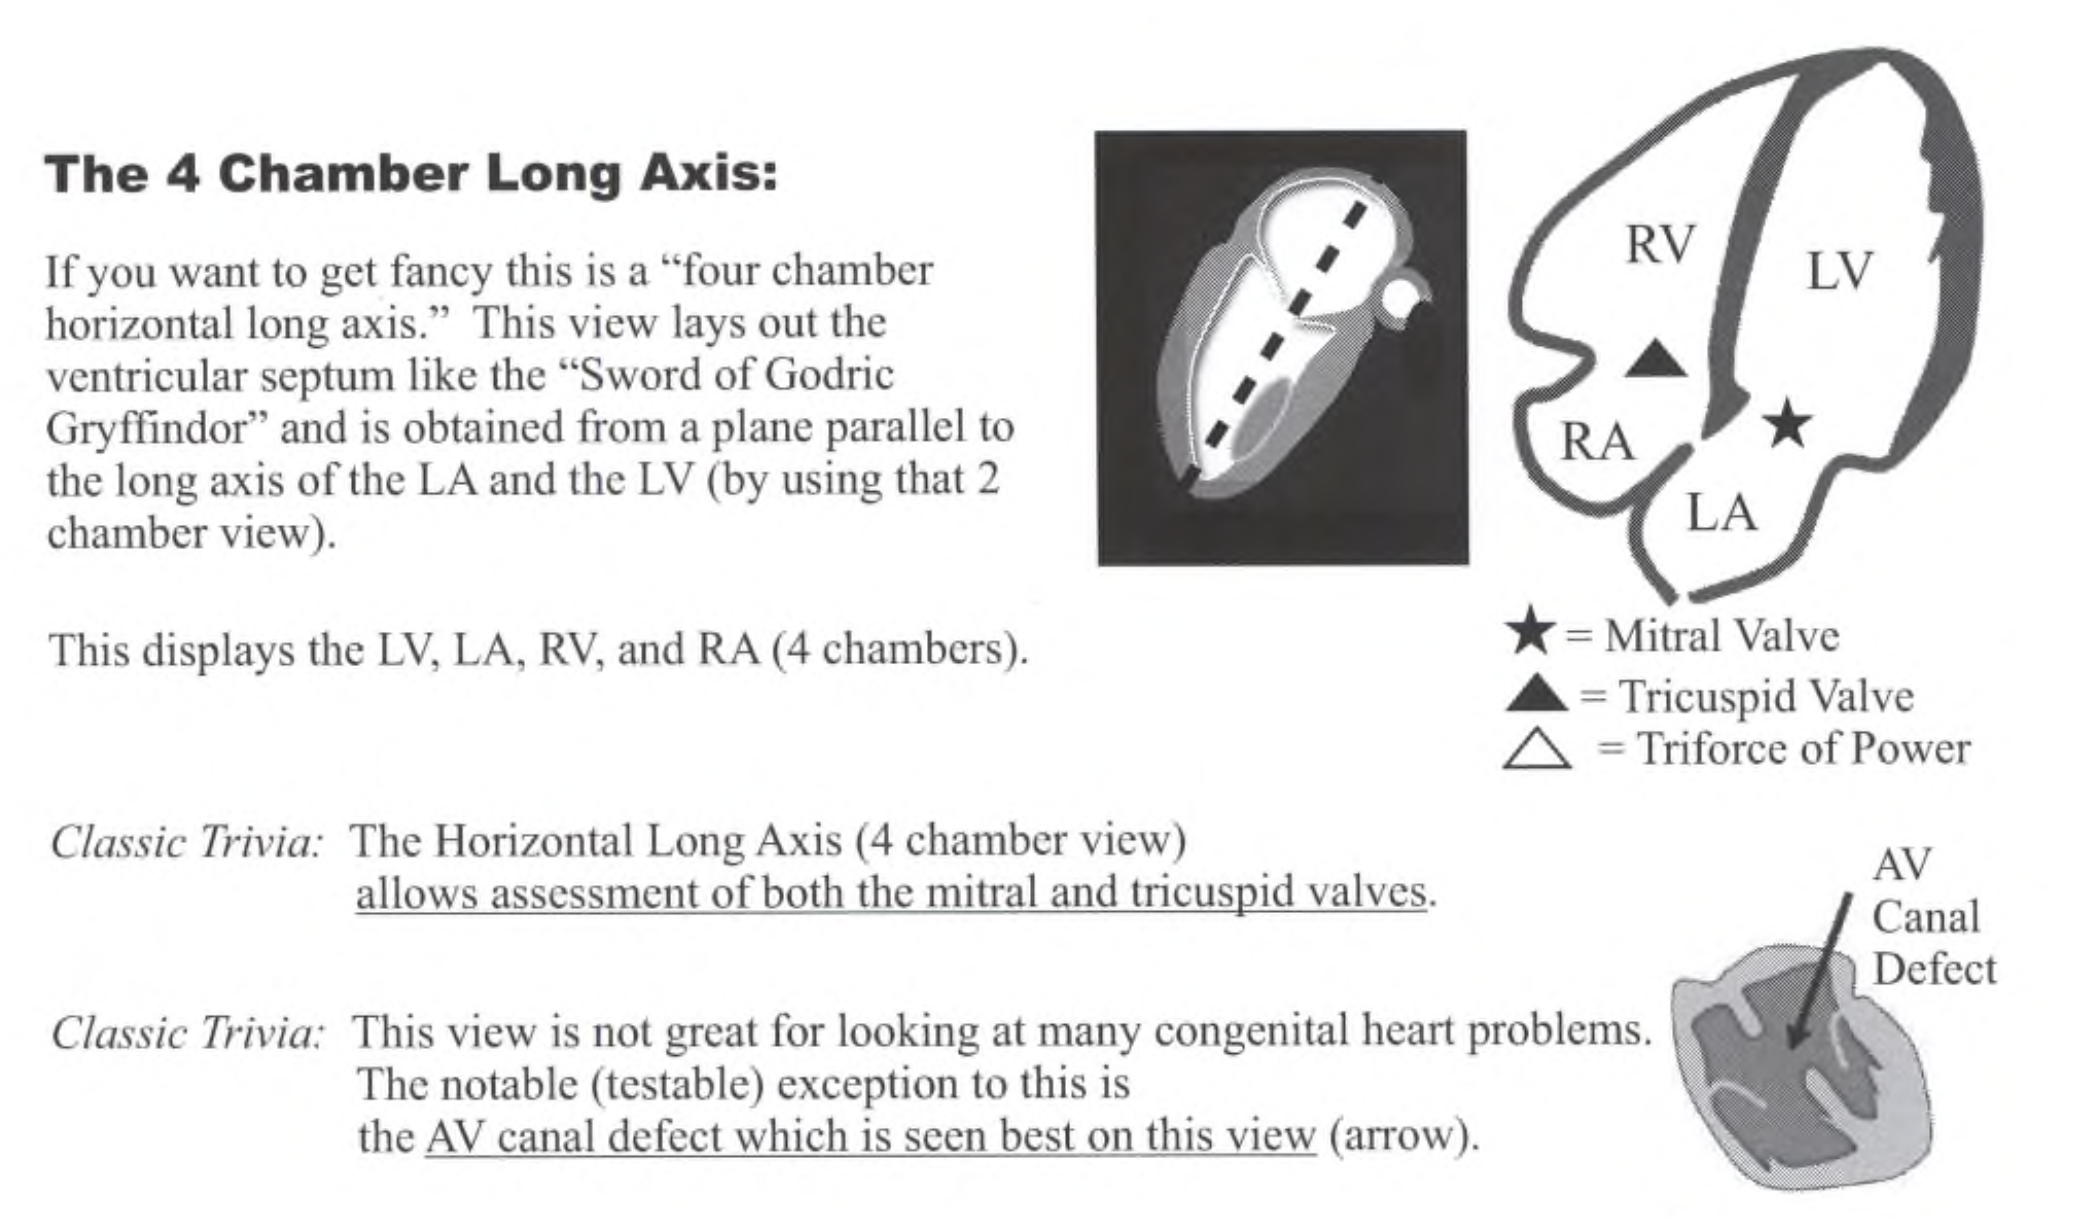 The 4 Chamber Long Axis:
If you want to get fancy this is a “four chamber
horizontal long axis.” This view lays out the
ventricular septum like the “Sword of Godric
Gryffindor” and is obtained from a plane parallel to
the long axis of the LA and the LV (by using that 2
chamber view).
This displays the LV, LA, RV, and RA (4 chambers).
RV
LV
RA
LA
★ = Mitral Valve
▲ = Tricuspid Valve
△ = Triforce of Power
Classic Trivia: The Horizontal Long Axis (4 chamber view)
allows assessment of both the mitral and tricuspid valves.
AV
Canal
Defect
Classic Trivia: This view is not great for looking at many congenital heart problems.
The notable (testable) exception to this is
the AV canal defect which is seen best on this view (arrow).